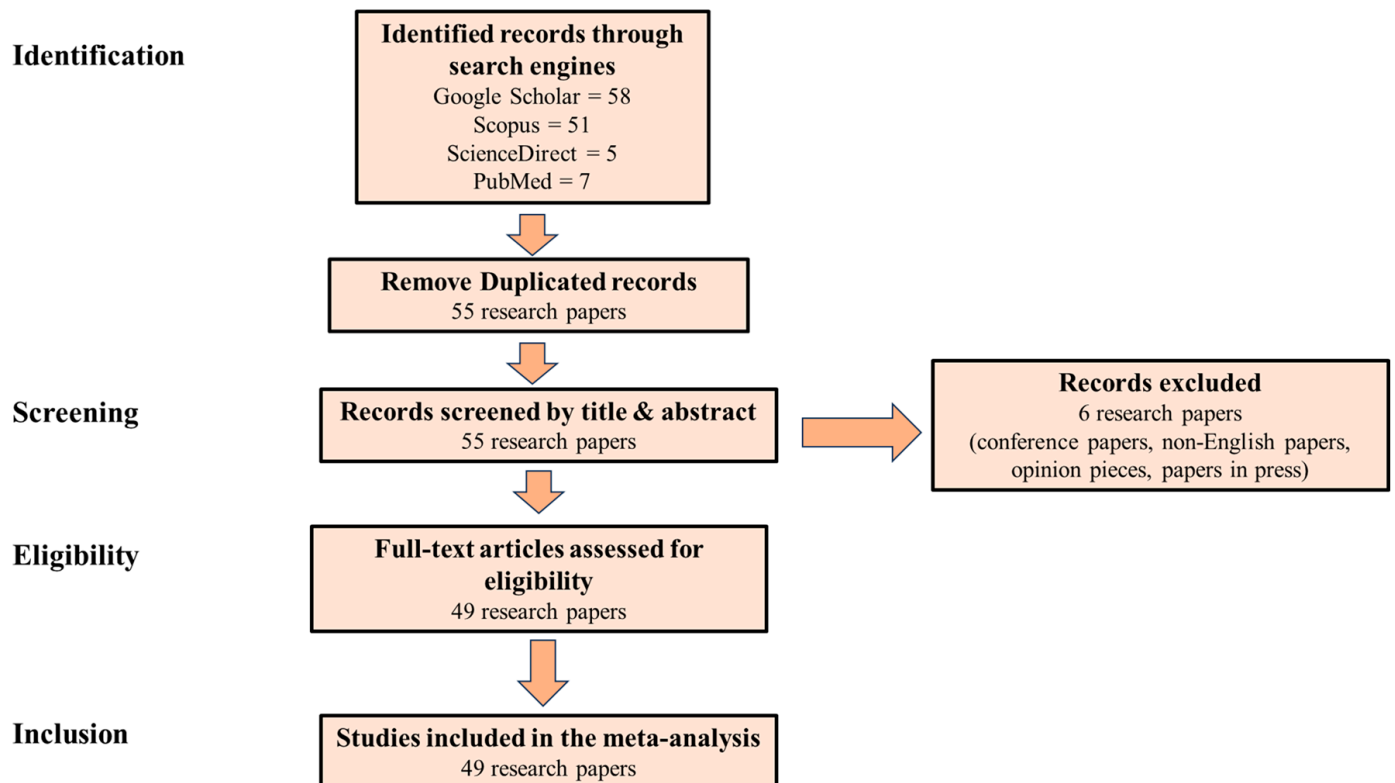 Identification
Identified records through
search engines
Google Scholar = 58
Scopus = 51
ScienceDirect = 5
PubMed = 7
Remove Duplicated records
55 research papers
Screening
Records screened by title & abstract
55 research papers
Records excluded
6 research papers
(conference papers, non-English papers,
opinion pieces, papers in press)
Eligibility
Full-text articles assessed for
eligibility
49 research papers
Inclusion
Studies included in the meta-analysis
49 research papers